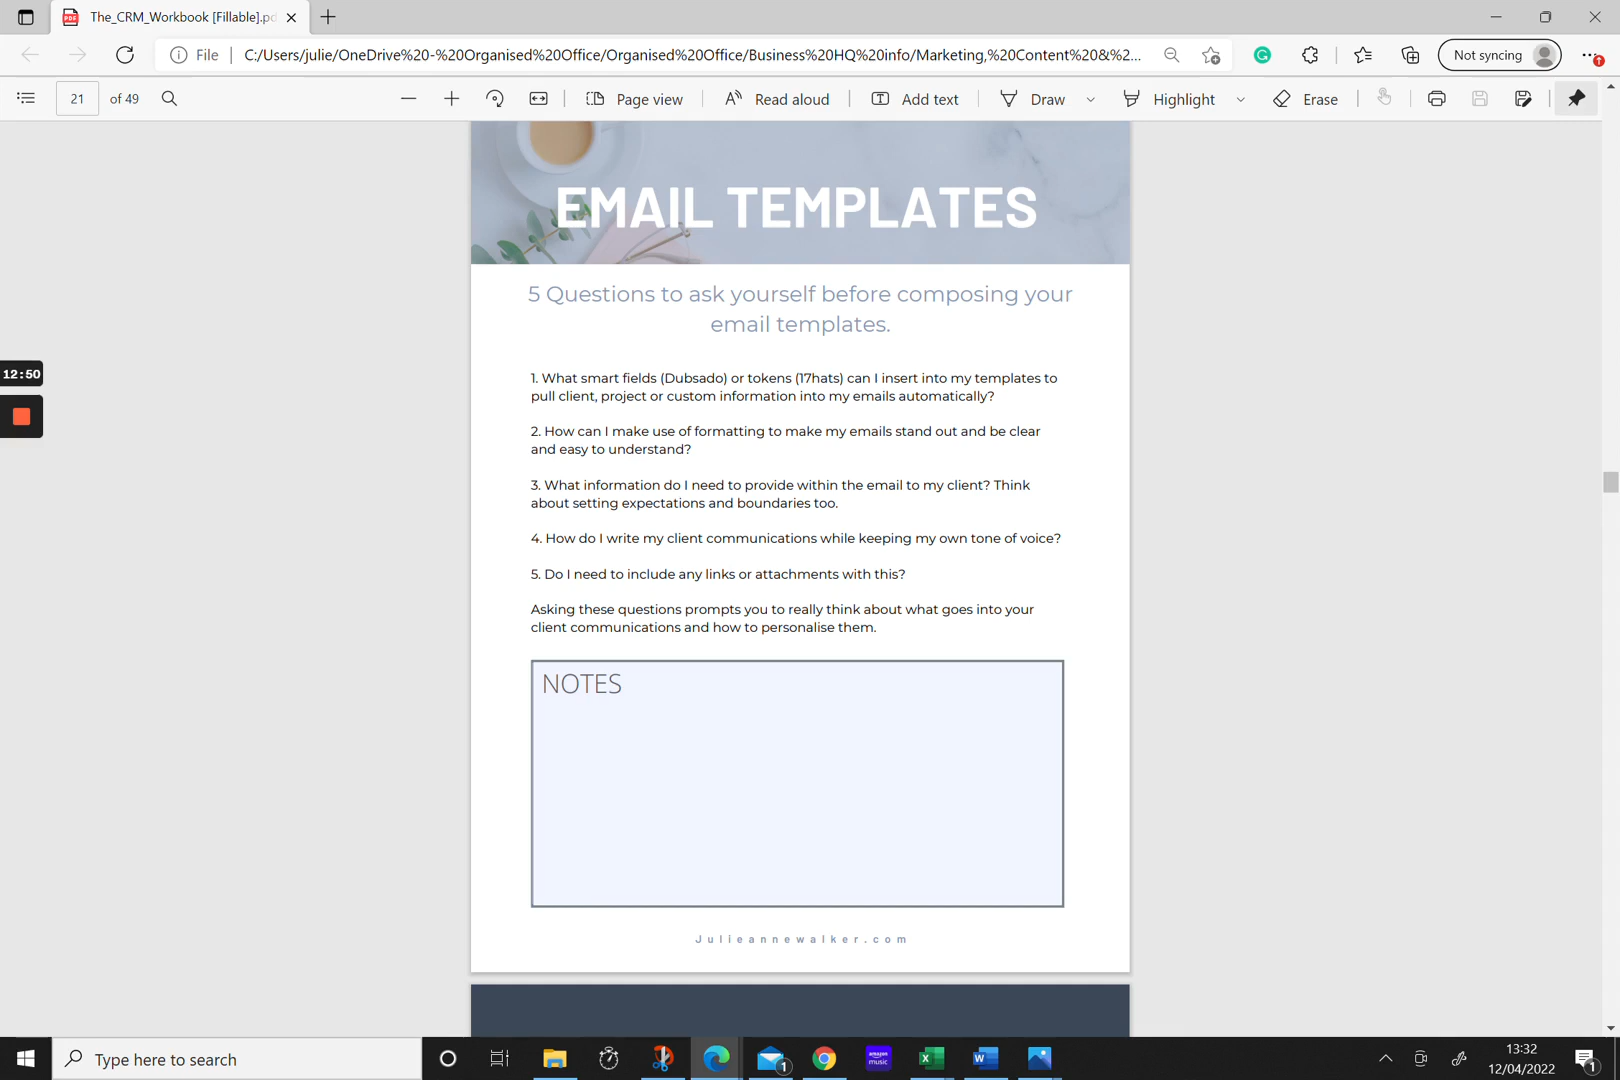 The_CRM_Workbook [Fillable].pd
File
C:/Users/julie/OneDrive%20-%20Organised%20Office/Organised%20Office/Business%20HQ%20info/Marketing,%20Content%20&%2...
Not syncing
21 of 49
Page view
Read aloud
Add text
Draw
Highlight
Erase
EMAIL TEMPLATES
5 Questions to ask yourself before composing your
email templates.
12:50
1. What smart fields (Dubsado) or tokens (17hats) can I insert into my templates to
pull client, project or custom information into my emails automatically?
2. How can I make use of formatting to make my emails stand out and be clear
and easy to understand?
3. What information do I need to provide within the email to my client? Think
about setting expectations and boundaries too.
4. How do I write my client communications while keeping my own tone of voice?
5. Do I need to include any links or attachments with this?
Asking these questions prompts you to really think about what goes into your
client communications and how to personalise them.
NOTES
Julieannewalker.com
Type here to search
1
amazon
music
13:32
12/04/2022
1